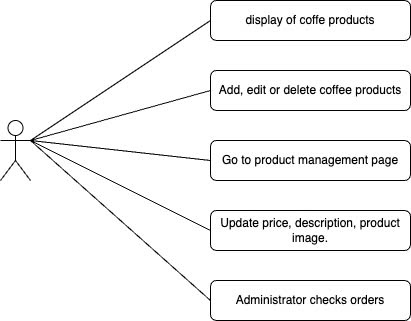 display of coffe products
Add, edit or delete coffee products
Go to product management page
Update price, description, product
image.
Administrator checks orders